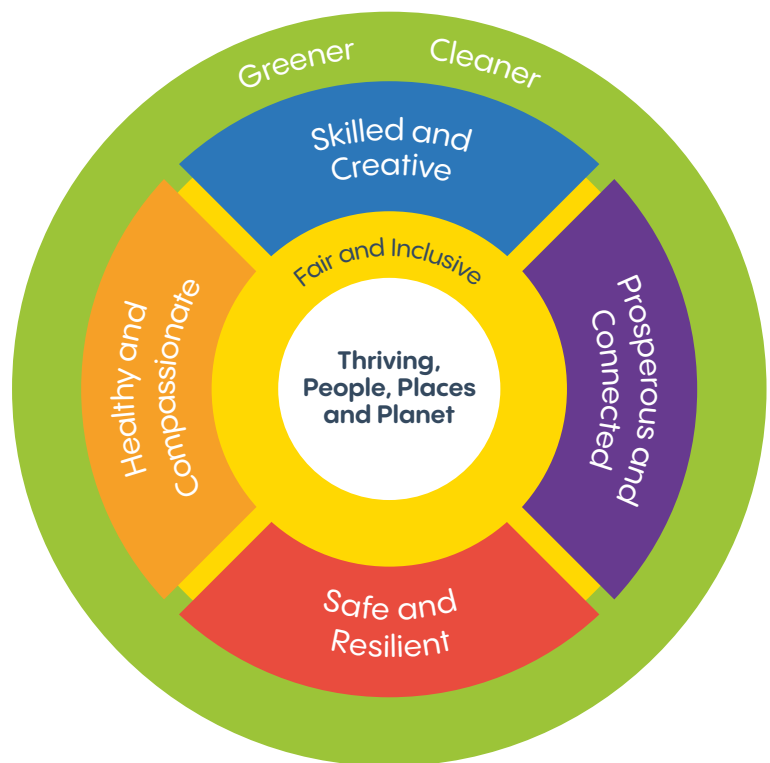 Greener Cleaner
Skilled and
Creative
Fair and Inclusive
Healthy and
Compassionate
Thriving,
People, Places
and Planet
Prosperous and
Connected
Safe and
Resilient